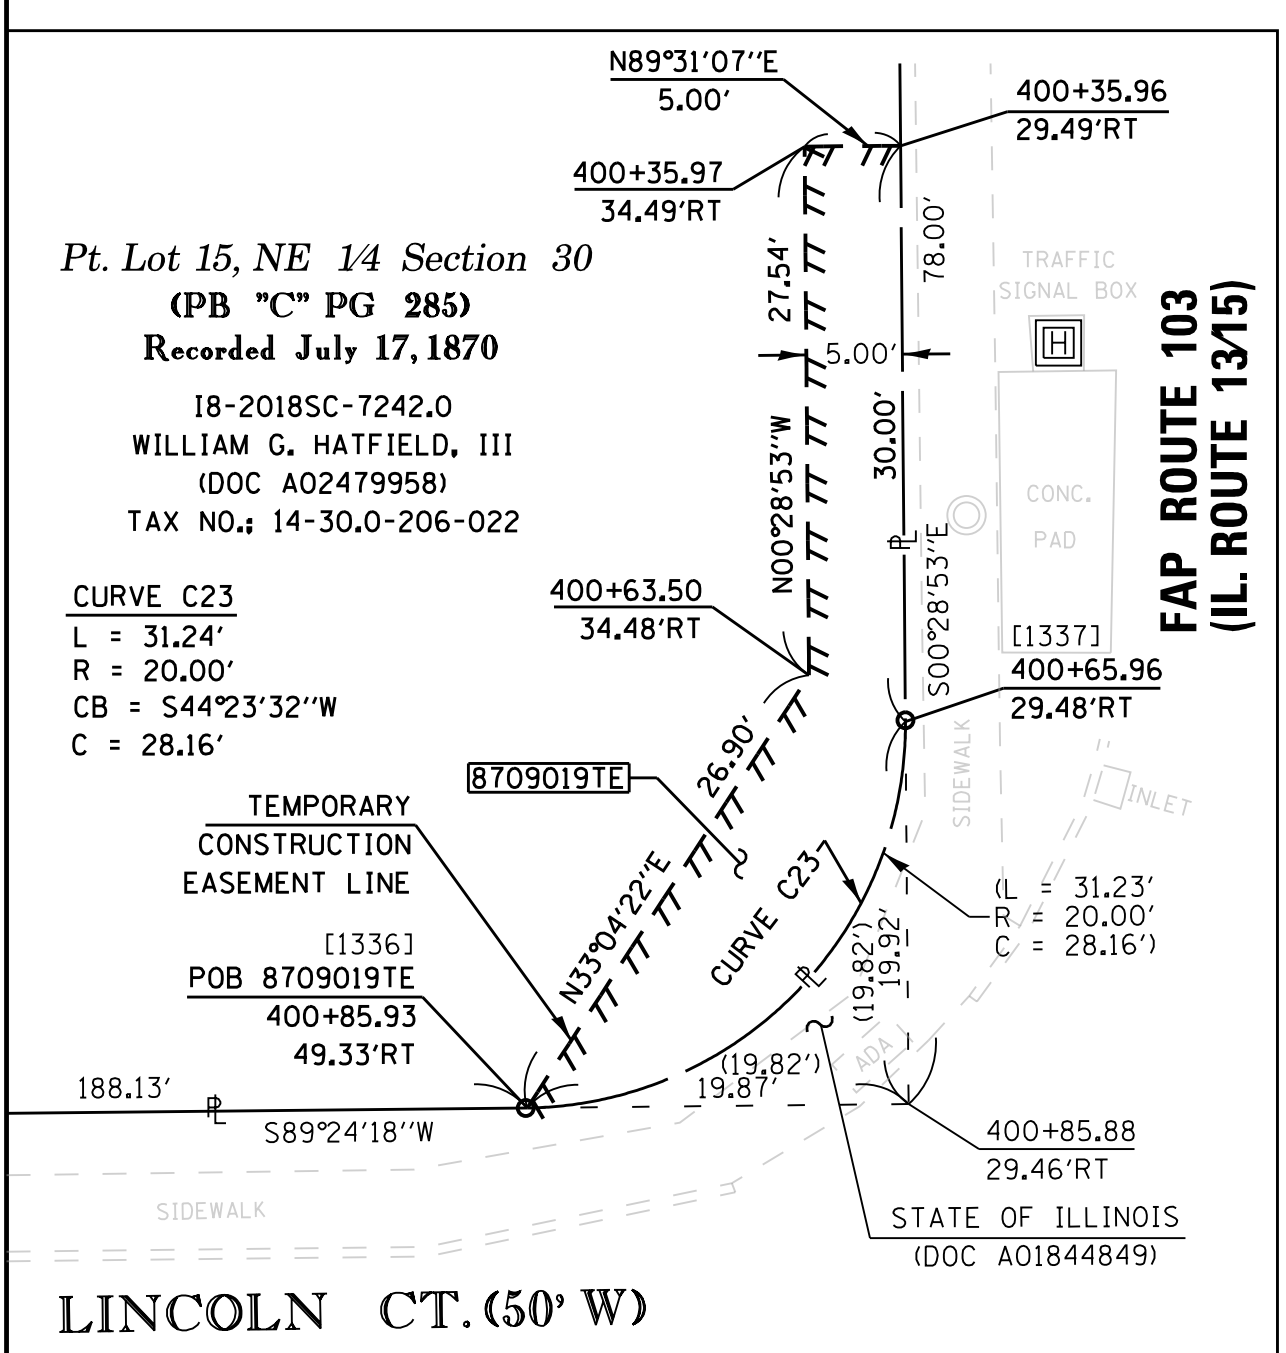 N89°31'07''E
5.00'
400+35.96
29.49'RT
400+35.97
34.49'RT
Pt. Lot 15, NE 1/4 Section 30
(PB "C" PG 285)
Recorded July 17, 1870
I8-2018SC-7242.0
WILLIAM G. HATFIELD, III
(DOC A02479958)
TAX NO.; 14-30.0-206-022
27.54'
78.00'
TRAFFIC
SIGNAL BOX
H
5.00'
30.00'
N00°28'53''W
FAP ROUTE 103
(IL. ROUTE 13/15)
CONC.
PAD
PL
S00°28'53''E
CURVE C23
L = 31.24'
R = 20.00'
CB = S44°23'32''W
C = 28.16'
400+63.50
34.48'RT
[1337]
400+65.96
29.48'RT
26.90'
8709019TE
SIDEWALK
INLET
TEMPORARY
CONSTRUCTION
EASEMENT LINE
N33°04'22''E
CURVE C23
(L = 31.23'
R = 20.00'
C = 28.16')
(19.82')
19.92'
PL
[1336]
POB 8709019TE
400+85.93
49.33'RT
ADA
(19.82')
19.87'
188.13'
PL
S89°24'18''W
400+85.88
29.46'RT
SIDEWALK
STATE OF ILLINOIS
(DOC A01844849)
LINCOLN CT. (50' W)